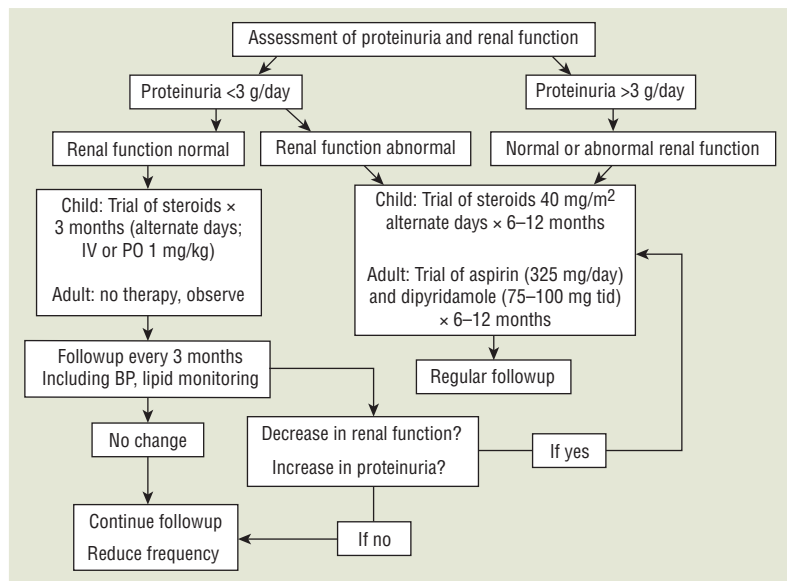 Assessment of proteinuria and renal function
Proteinuria <3 g/day
Proteinuria >3 g/day
Renal function normal
Renal function abnormal
Normal or abnormal renal function
Child: Trial of steroids ×
3 months (alternate days;
IV or PO 1 mg/kg)
Adult: no therapy, observe
Child: Trial of steroids 40 mg/m²
alternate days × 6–12 months
Adult: Trial of aspirin (325 mg/day)
and dipyridamole (75–100 mg tid)
× 6–12 months
Followup every 3 months
Including BP, lipid monitoring
Regular followup
No change
Decrease in renal function?
Increase in proteinuria?
If yes
Continue followup
Reduce frequency
If no